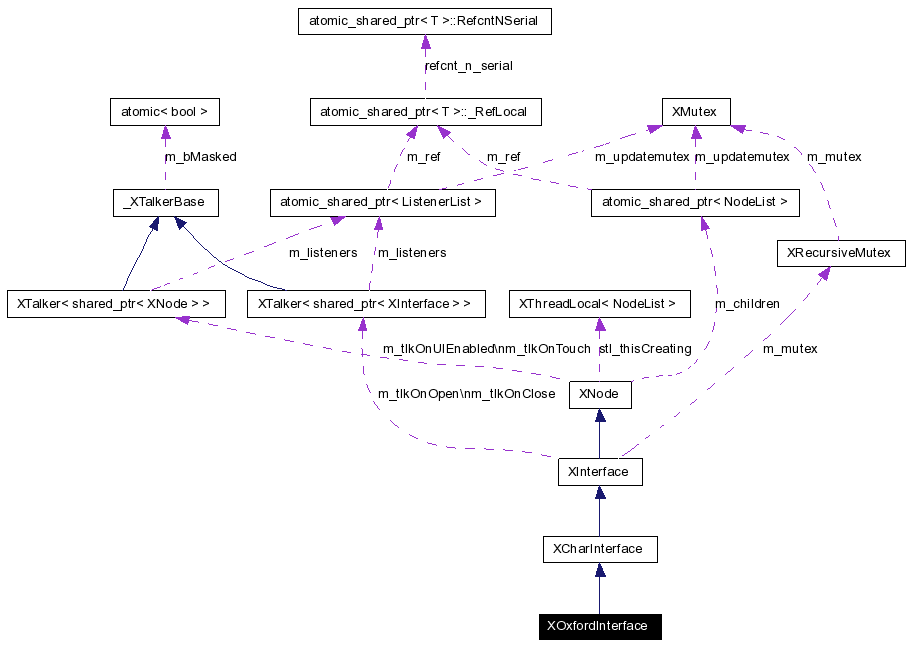 atomic_shared_ptr< T >::RefcntNSerial
refcnt_n_serial
atomic< bool >
atomic_shared_ptr< T >::_RefLocal
XMutex
m_bMasked
m_ref
m_ref
m_updatemutex
m_updatemutex
m_mutex
_XTalkerBase
atomic_shared_ptr< ListenerList >
atomic_shared_ptr< NodeList >
XRecursiveMutex
m_listeners
m_listeners
XTalker< shared_ptr< XNode > >
XTalker< shared_ptr< XInterface > >
XThreadLocal< NodeList >
m_children
m_tlkOnUIEnabled\nm_tlkOnTouch
stl_thisCreating
m_mutex
m_tlkOnOpen\nm_tlkOnClose
XNode
XInterface
XCharInterface
XOxfordInterface